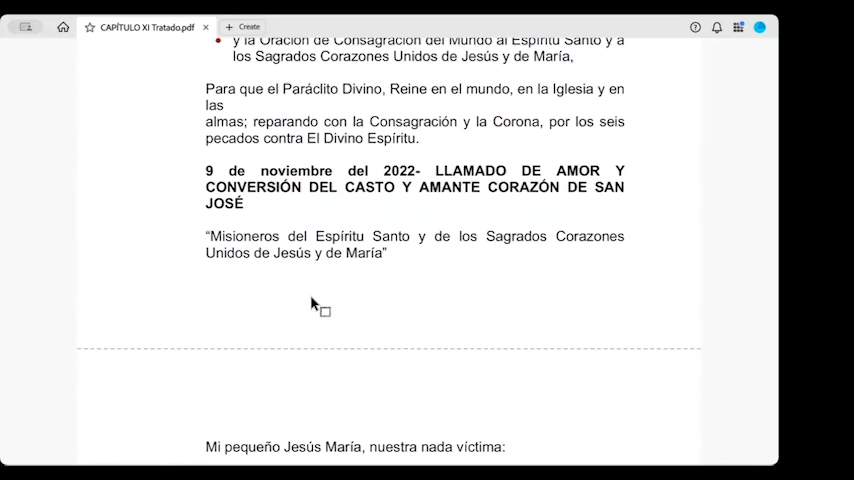 CAPÍTULO XI Tratado.pdf
Create
y la Oración de Consagración del Mundo al Espíritu Santo y a
los Sagrados Corazones Unidos de Jesús y de María,
Para que el Paráclito Divino, Reine en el mundo, en la Iglesia y en
las
almas; reparando con la Consagración y la Corona, por los seis
pecados contra El Divino Espíritu.
9 de noviembre del 2022- LLAMADO DE AMOR Y
CONVERSIÓN DEL CASTO Y AMANTE CORAZÓN DE SAN
JOSÉ
“Misioneros del Espíritu Santo y de los Sagrados Corazones
Unidos de Jesús y de María”
Mi pequeño Jesús María, nuestra nada víctima: